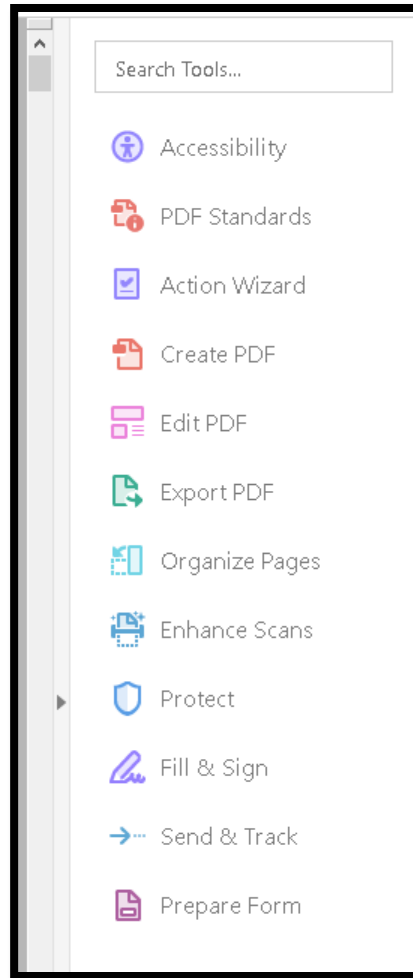 Search Tools...
Accessibility
PDF Standards
Action Wizard
Create PDF
Edit PDF
Export PDF
Organize Pages
Enhance Scans
Protect
Fill & Sign
Send & Track
Prepare Form